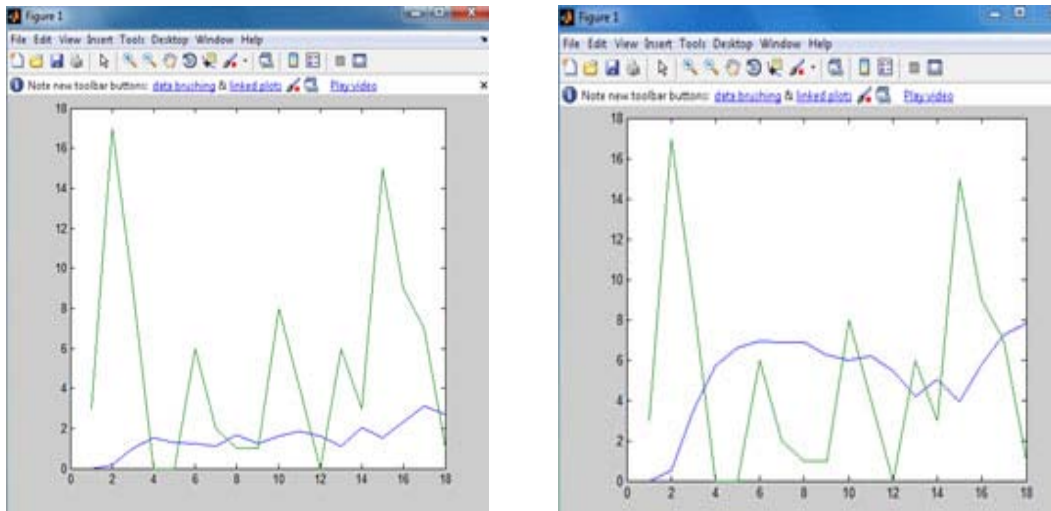 Figure 1
File Edit View Insert Tools Desktop Window Help
Note new toolbar buttons: data brushing & linked plots Play video
18
16
14
12
10
8
6
4
2
0
0 2 4 6 8 10 12 14 16 18
Figure 1
File Edit View Insert Tools Desktop Window Help
Note new toolbar buttons: data brushing & linked plots Play video
18
16
14
12
10
8
6
4
2
0
0 2 4 6 8 10 12 14 16 18